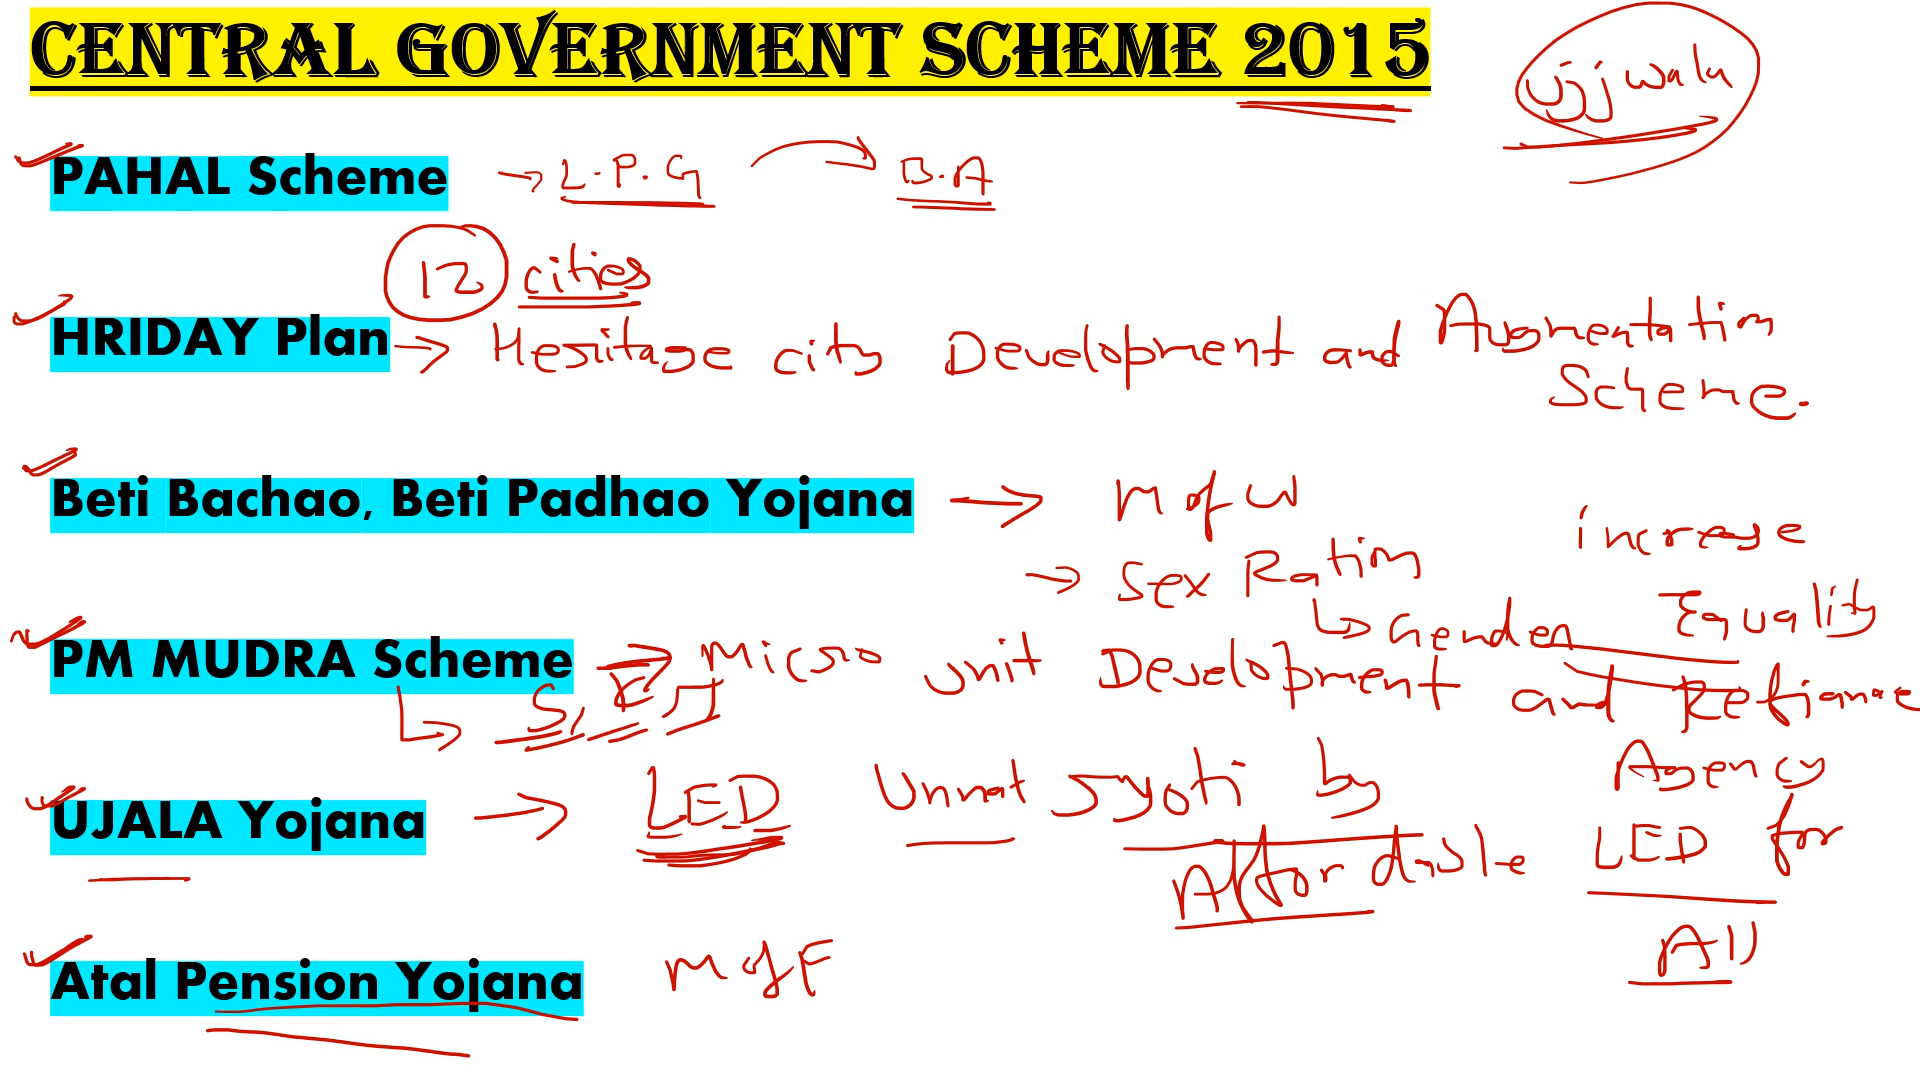 CENTRAL GOVERNMENT SCHEME 2015
ujjwala
PAHAL Scheme → L.P.G → B.A
12 cities
HRIDAY Plan → Heritage city Development and Augmentation
Scheme.
Beti Bachao, Beti Padhao Yojana → M of W
increase
→ Sex Ration
↳ Gender Equality
PM MUDRA Scheme → Micro unit Development and Refinance
↳ S, E
Agency
UJALA Yojana → LED Unnat Jyoti by
Affordable LED for
All
Atal Pension Yojana M of F